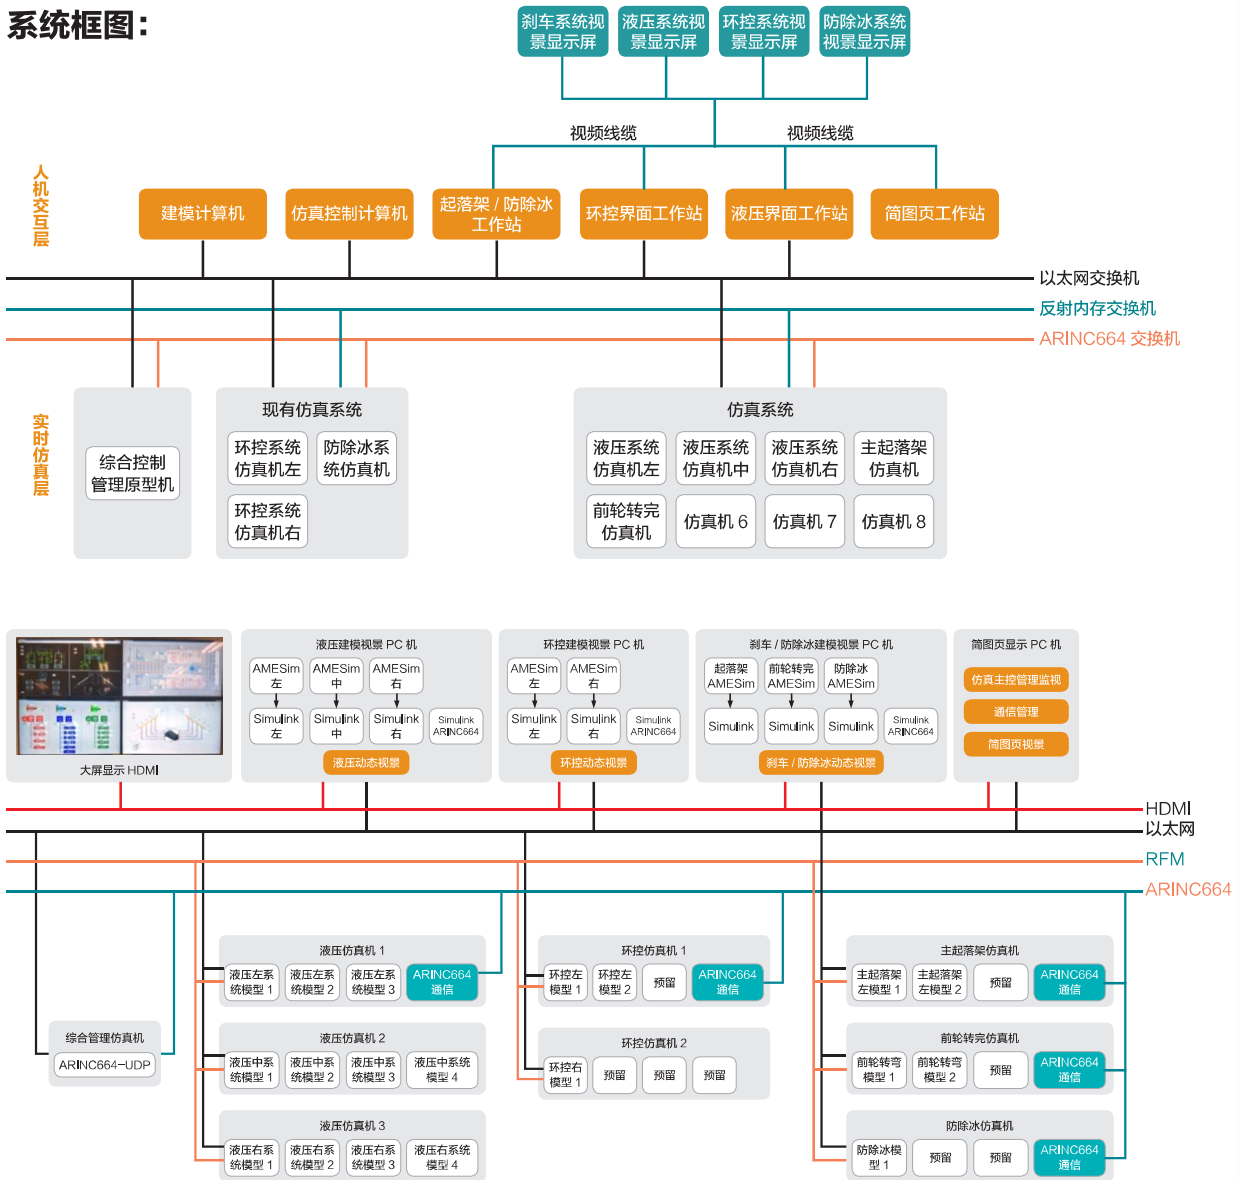 系统框图：
刹车系统视
景显示屏
液压系统视
景显示屏
环控系统视
景显示屏
防除冰系统
视景显示屏
视频线缆
视频线缆
人机交互层
建模计算机
仿真控制计算机
起落架 / 防除冰
工作站
环控界面工作站
液压界面工作站
简图页工作站
以太网交换机
反射内存交换机
ARINC664 交换机
实时仿真层
综合控制
管理原型机
现有仿真系统
环控系统
仿真机左
防除冰系
统仿真机
环控系统
仿真机右
仿真系统
液压系统
仿真机左
液压系统
仿真机中
液压系统
仿真机右
主起落架
仿真机
前轮转完
仿真机
仿真机 6
仿真机 7
仿真机 8
大屏显示 HDMI
液压建模视景 PC 机
AMESim
左
AMESim
中
AMESim
右
Simulink
左
Simulink
中
Simulink
右
Simulink
ARINC664
液压动态视景
环控建模视景 PC 机
AMESim
左
AMESim
右
Simulink
左
Simulink
右
Simulink
ARINC664
环控动态视景
刹车 / 防除冰建模视景 PC 机
起落架
AMESim
前轮转完
AMESim
防除冰
AMESim
Simulink
Simulink
Simulink
Simulink
ARINC664
刹车 / 防除冰动态视景
简图页显示 PC 机
仿真主控管理监视
通信管理
简图页视景
HDMI
以太网
RFM
ARINC664
综合管理仿真机
ARINC664-UDP
液压仿真机 1
液压左系
统模型 1
液压左系
统模型 2
液压左系
统模型 3
ARINC664
通信
液压仿真机 2
液压中系
统模型 1
液压中系
统模型 2
液压中系
统模型 3
液压中系统
模型 4
液压仿真机 3
液压右系
统模型 1
液压右系
统模型 2
液压右系
统模型 3
液压右系统
模型 4
环控仿真机 1
环控左
模型 1
环控左
模型 2
预留
ARINC664
通信
环控仿真机 2
环控右
模型 1
预留
预留
预留
主起落架仿真机
主起落架
左模型 1
主起落架
左模型 2
预留
ARINC664
通信
前轮转完仿真机
前轮转弯
模型 1
前轮转弯
模型 2
预留
ARINC664
通信
防除冰仿真机
防除冰模
型 1
预留
预留
ARINC664
通信